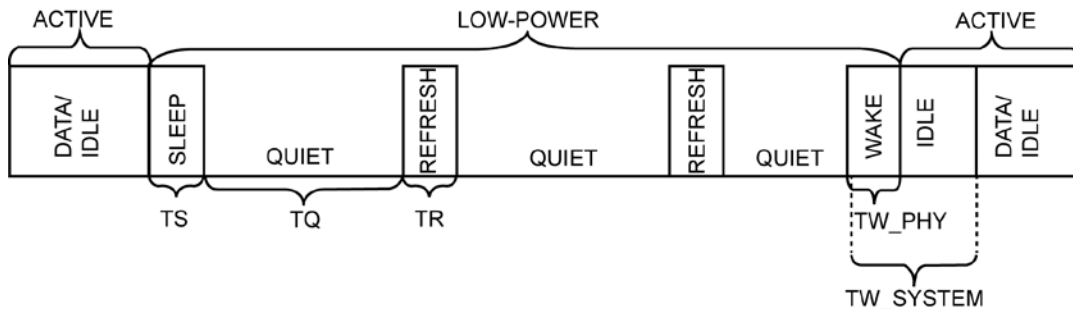 ACTIVE
LOW-POWER
ACTIVE
DATA/
IDLE
SLEEP
QUIET
REFRESH
QUIET
REFRESH
QUIET
WAKE
IDLE
DATA/
IDLE
TS
TQ
TR
TW_PHY
TW_SYSTEM